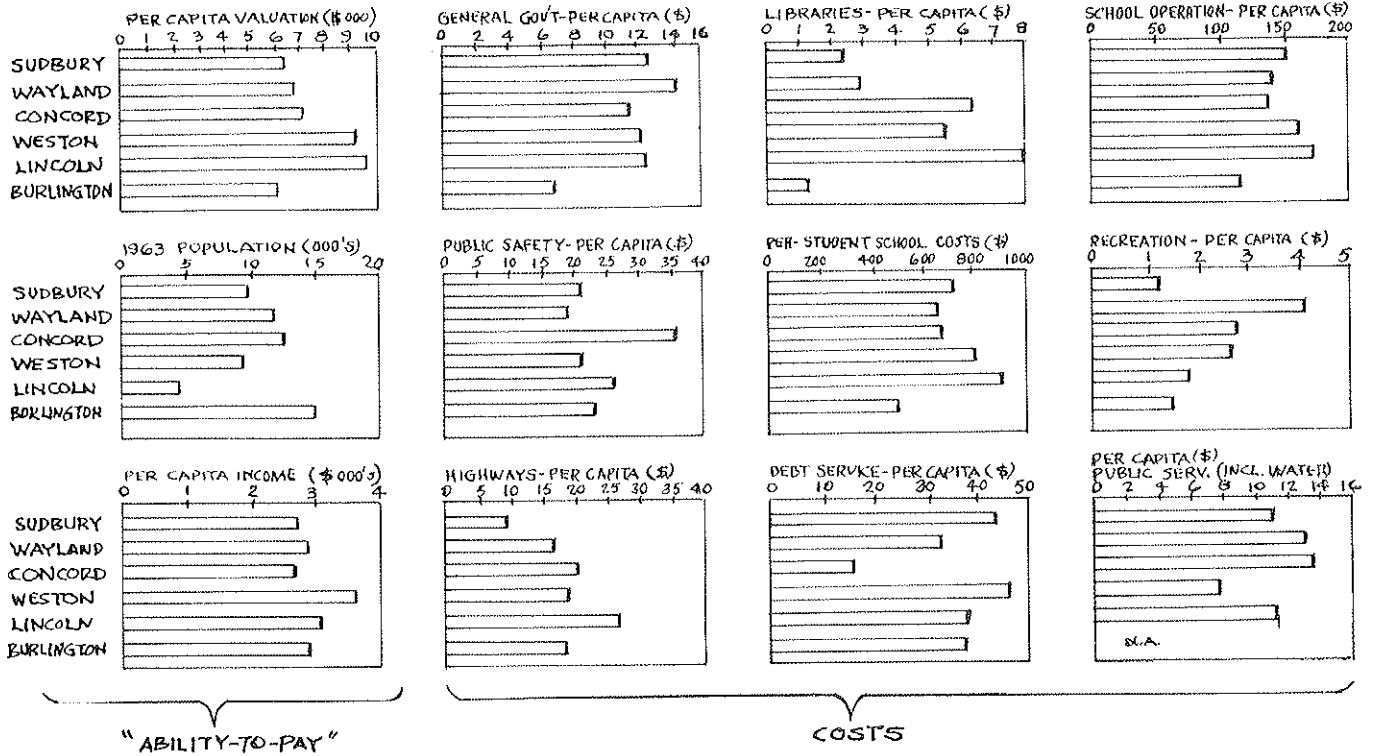 PER CAPITA VALUATION ($ 000)
0 1 2 3 4 5 6 7 8 9 10
SUDBURY
WAYLAND
CONCORD
WESTON
LINCOLN
BURLINGTON
GENERAL GOV'T-PER CAPITA ($)
0 2 4 6 8 10 12 14 16
LIBRARIES- PER CAPITA ($)
0 1 2 3 4 5 6 7 8
SCHOOL OPERATION- PER CAPITA ($)
0 50 100 150 200
1963 POPULATION (000'S)
0 5 10 15 20
SUDBURY
WAYLAND
CONCORD
WESTON
LINCOLN
BURLINGTON
PUBLIC SAFETY- PER CAPITA ($)
0 5 10 15 20 25 30 35 40
PER- STUDENT SCHOOL COSTS ($)
0 200 400 600 800 1000
RECREATION - PER CAPITA ($)
0 1 2 3 4 5
PER CAPITA INCOME ($ 000's)
0 1 2 3 4
SUDBURY
WAYLAND
CONCORD
WESTON
LINCOLN
BURLINGTON
HIGHWAYS- PER CAPITA ($)
0 5 10 15 20 25 30 35 40
DEBT SERVICE- PER CAPITA ($)
0 10 20 30 40 50
PER CAPITA ($)
PUBLIC SERV. (INCL. WATER)
0 2 4 6 8 10 12 14 16
N.A.
"ABILITY-TO-PAY"
COSTS